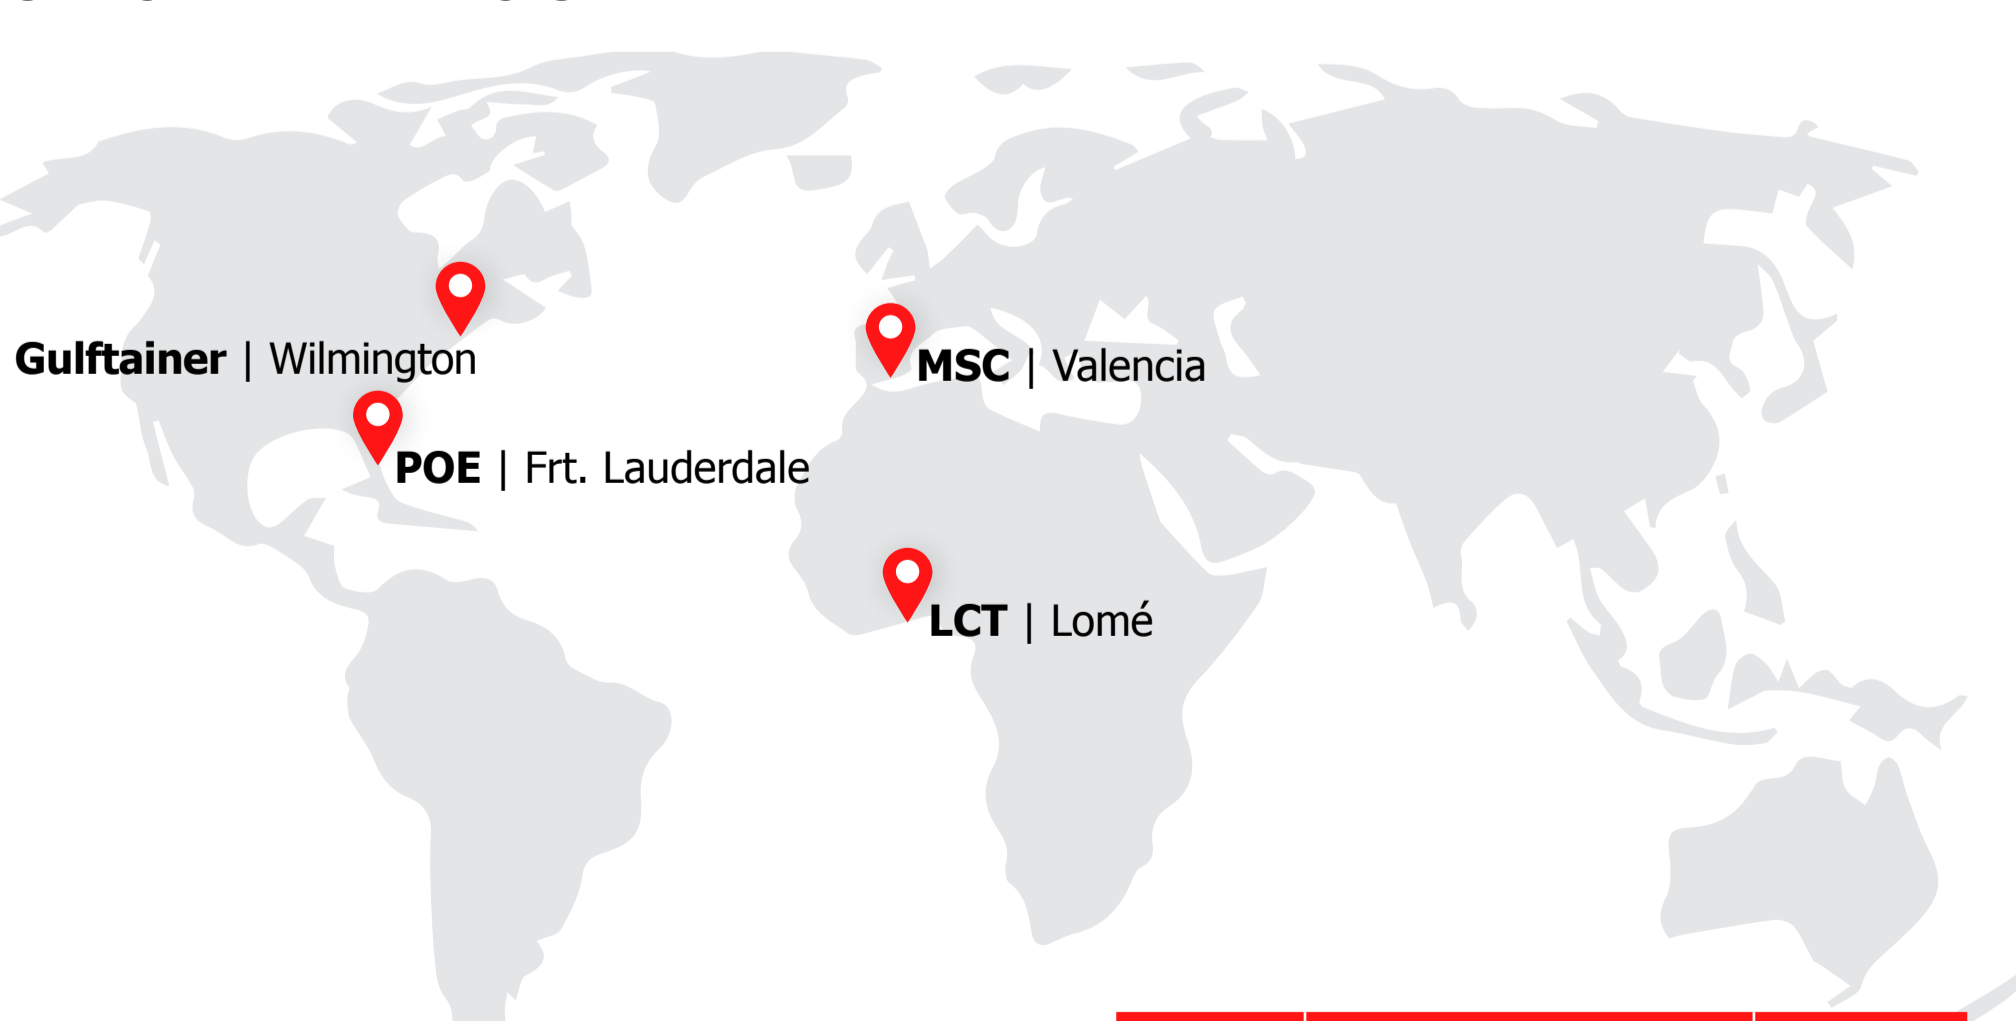 Gulftainer | Wilmington
MSC | Valencia
POE | Frt. Lauderdale
LCT | Lomé